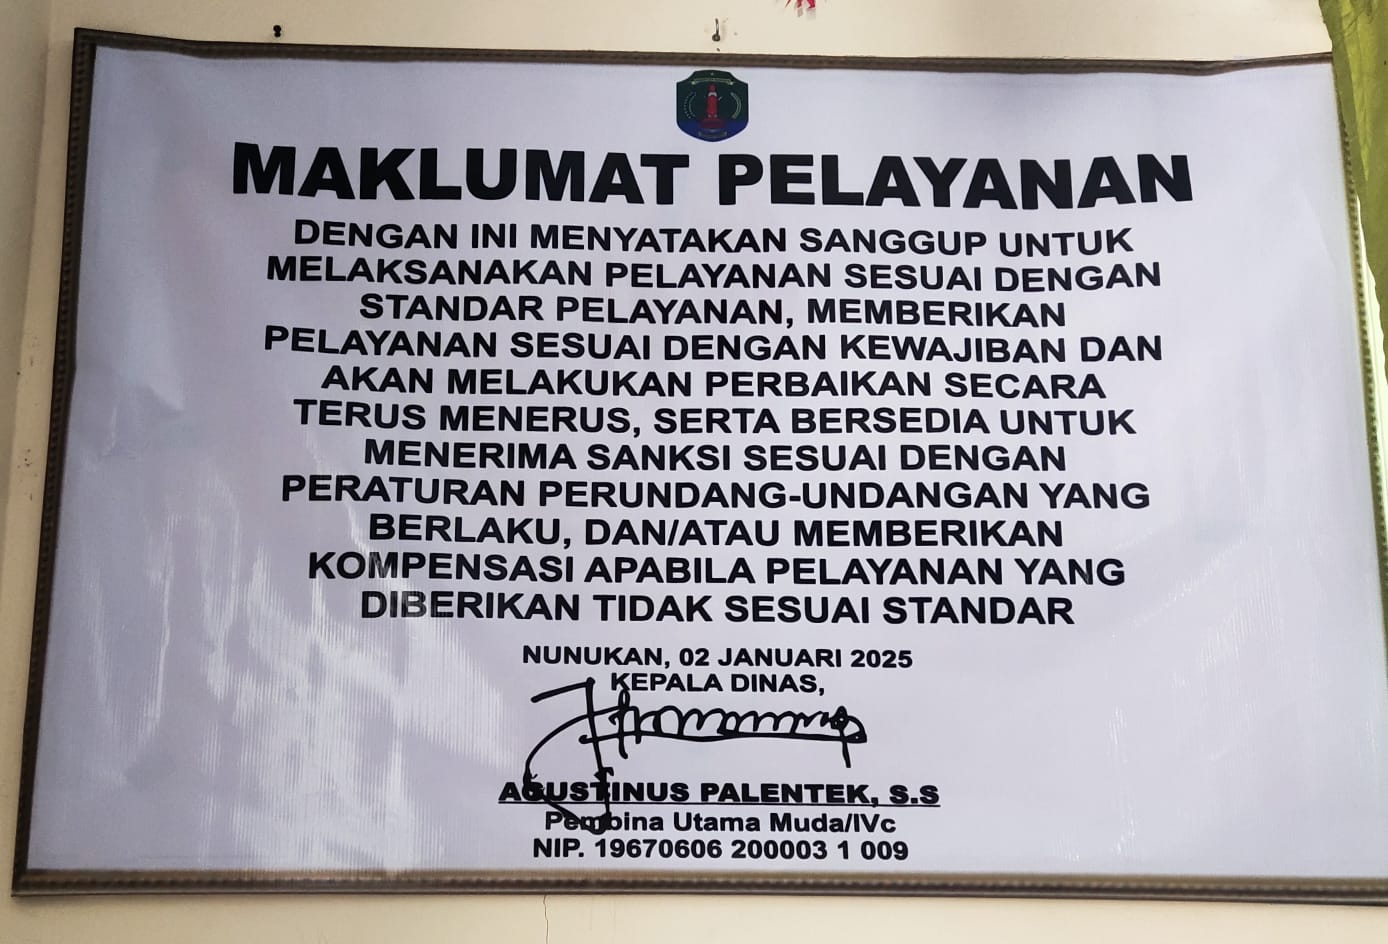 MAKLUMAT PELAYANAN
DENGAN INI MENYATAKAN SANGGUP UNTUK
MELAKSANAKAN PELAYANAN SESUAI DENGAN
STANDAR PELAYANAN, MEMBERIKAN
PELAYANAN SESUAI DENGAN KEWAJIBAN DAN
AKAN MELAKUKAN PERBAIKAN SECARA
TERUS MENERUS, SERTA BERSEDIA UNTUK
MENERIMA SANKSI SESUAI DENGAN
PERATURAN PERUNDANG-UNDANGAN YANG
BERLAKU, DAN/ATAU MEMBERIKAN
KOMPENSASI APABILA PELAYANAN YANG
DIBERIKAN TIDAK SESUAI STANDAR
NUNUKAN, 02 JANUARI 2025
KEPALA DINAS,
AGUSTINUS PALENTEK, S.S
Pembina Utama Muda/IVc
NIP. 19670606 200003 1 009